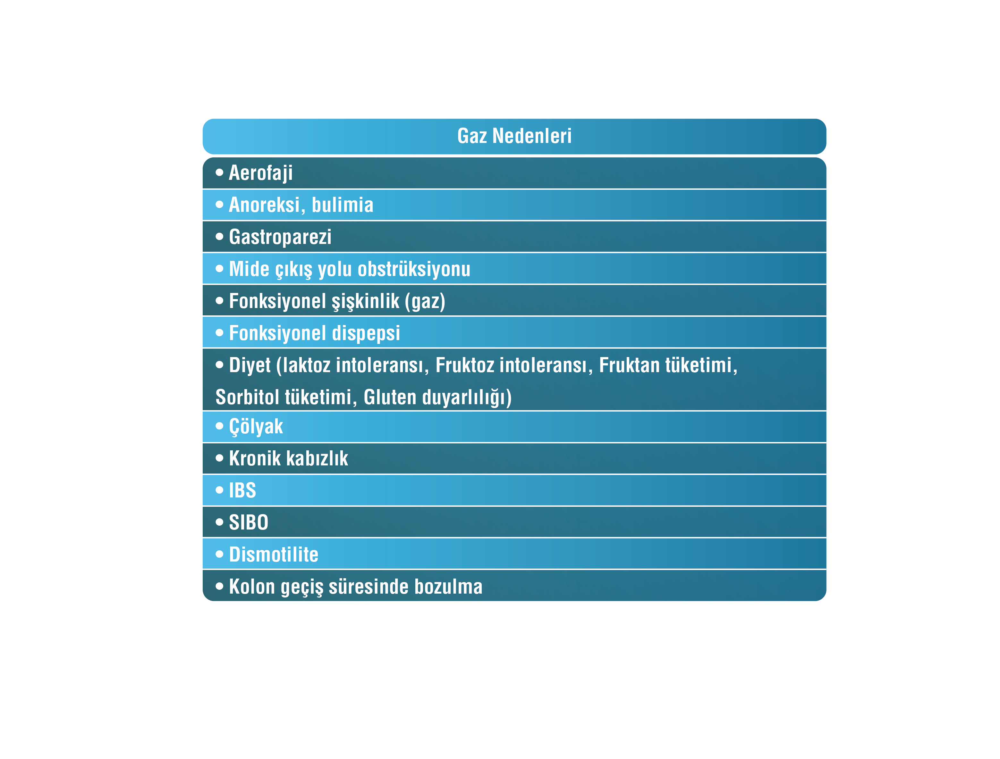 Gaz Nedenleri
• Aerofaji
• Anoreksi, bulimia
• Gastroparezi
• Mide çıkış yolu obstrüksiyonu
• Fonksiyonel şişkinlik (gaz)
• Fonksiyonel dispepsi
• Diyet (laktoz intoleransı, Fruktoz intoleransı, Fruktan tüketimi,
Sorbitol tüketimi, Gluten duyarlılığı)
• Çölyak
• Kronik kabızlık
• IBS
• SIBO
• Dismotilite
• Kolon geçiş süresinde bozulma